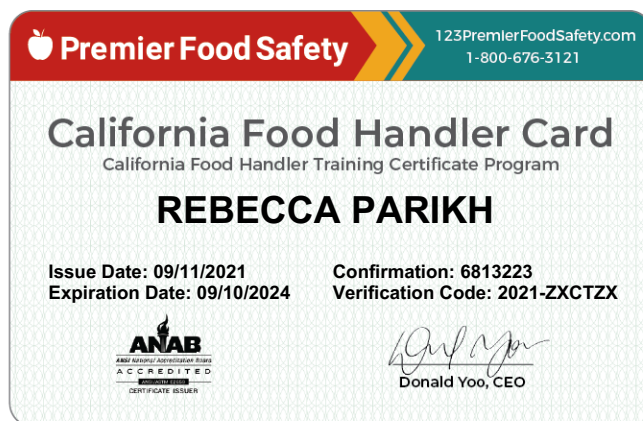 Premier Food Safety
123PremierFoodSafety.com
1-800-676-3121
California Food Handler Card
California Food Handler Training Certificate Program
REBECCA PARIKH
Issue Date: 09/11/2021
Confirmation: 6813223
Expiration Date: 09/10/2024
Verification Code: 2021-ZXCTZX
ANAB
ANSI National Accreditation Board
ACCREDITED
CERTIFICATE ISSUER
Donald Yoo, CEO